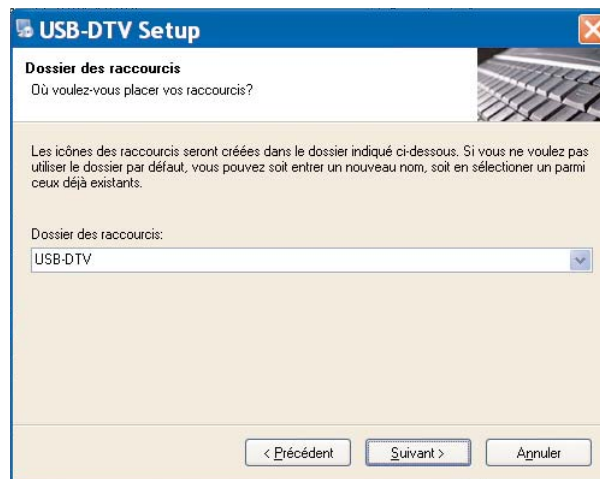 USB-DTV Setup
Dossier des raccourcis
Où voulez-vous placer vos raccourcis?
Les icônes des raccourcis seront créées dans le dossier indiqué ci-dessous. Si vous ne voulez pas
utiliser le dossier par défaut, vous pouvez soit entrer un nouveau nom, soit en sélectioner un parmi
ceux déjà existants.
Dossier des raccourcis:
USB-DTV
< Précédent
Suivant >
Annuler